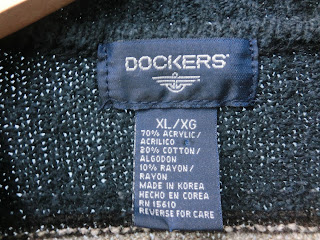 DOCKERS®
XL/XG
70% ACRYLIC/
ACRILICO
20% COTTON/
ALGODON
10% RAYON/
RAYON
MADE IN KOREA
HECHO EN COREA
RN 15610
REVERSE FOR CARE